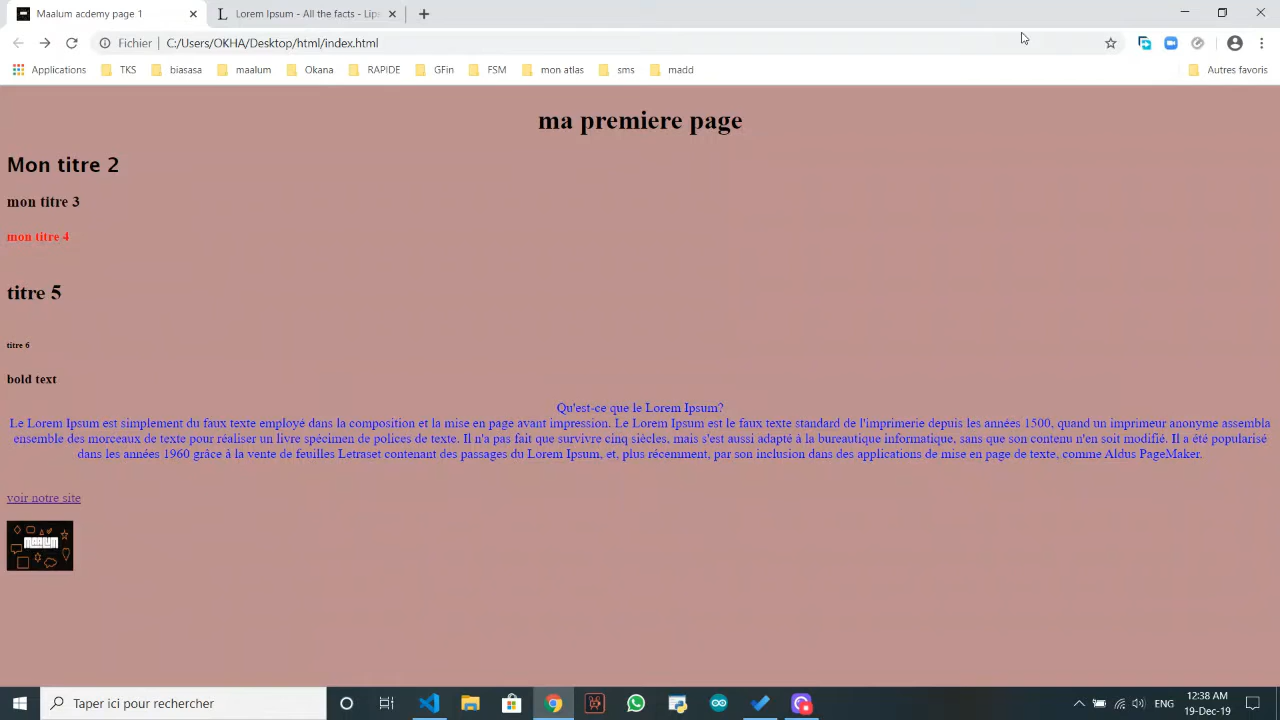 Maalum acdemy page 1
Lorem Ipsum - All the facts - Lip
Fichier
C:/Users/OKHA/Desktop/html/index.html
Applications
TKS
biasasa
maalum
Okana
RAPIDE
GFin
FSM
mon atlas
sms
madd
Autres favoris
ma premiere page
Mon titre 2
mon titre 3
mon titre 4
titre 5
titre 6
bold text
Qu'est-ce que le Lorem Ipsum?
Le Lorem Ipsum est simplement du faux texte employé dans la composition et la mise en page avant impression. Le Lorem Ipsum est le faux texte standard de l'imprimerie depuis les années 1500, quand un imprimeur anonyme assembla
ensemble des morceaux de texte pour réaliser un livre spécimen de polices de texte. Il n'a pas fait que survivre cinq siècles, mais s'est aussi adapté à la bureautique informatique, sans que son contenu n'en soit modifié. Il a été popularisé
dans les années 1960 grâce à la vente de feuilles Letraset contenant des passages du Lorem Ipsum, et, plus récemment, par son inclusion dans des applications de mise en page de texte, comme Aldus PageMaker.
voir notre site
Tapez ici pour rechercher
ENG
12:38 AM
19-Dec-19